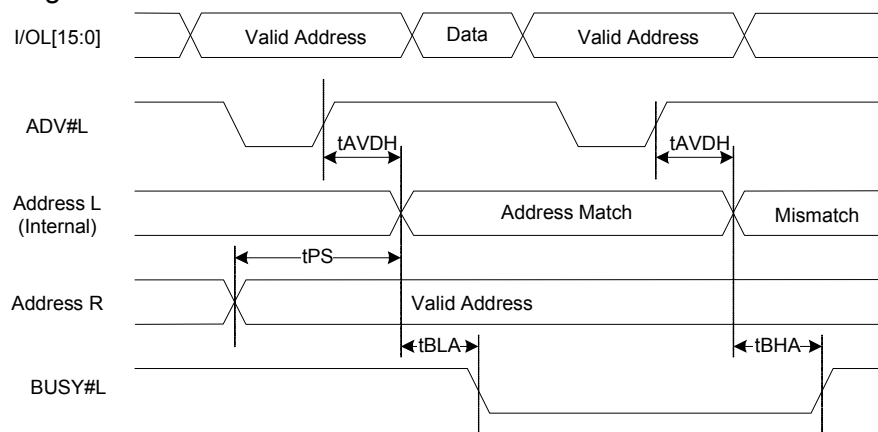 I/OL[15:0]
Valid Address
Data
Valid Address
ADV#L
tAVDH
tAVDH
Address L
(Internal)
Address Match
Mismatch
tPS
Address R
Valid Address
tBLA
tBHA
BUSY#L